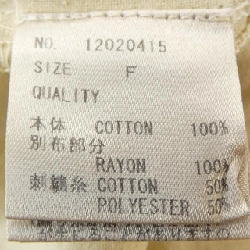 NO. 12020415
SIZE F
QUALITY
本体 COTTON 100%
別布部分
RAYON 100%
刺繍糸 COTTON 50%
POLYESTER 50%